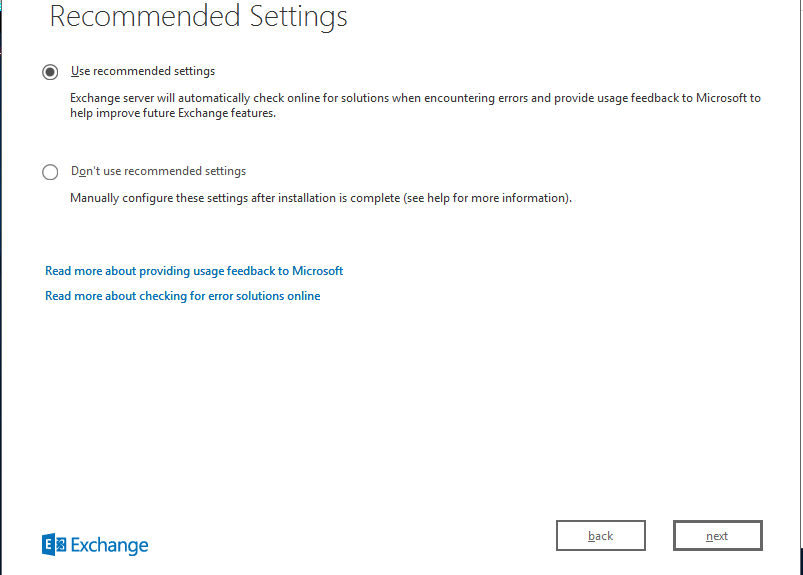 Recommended Settings
Use recommended settings
Exchange server will automatically check online for solutions when encountering errors and provide usage feedback to Microsoft to
help improve future Exchange features.
Don't use recommended settings
Manually configure these settings after installation is complete (see help for more information).
Read more about providing usage feedback to Microsoft
Read more about checking for error solutions online
Exchange
back
next